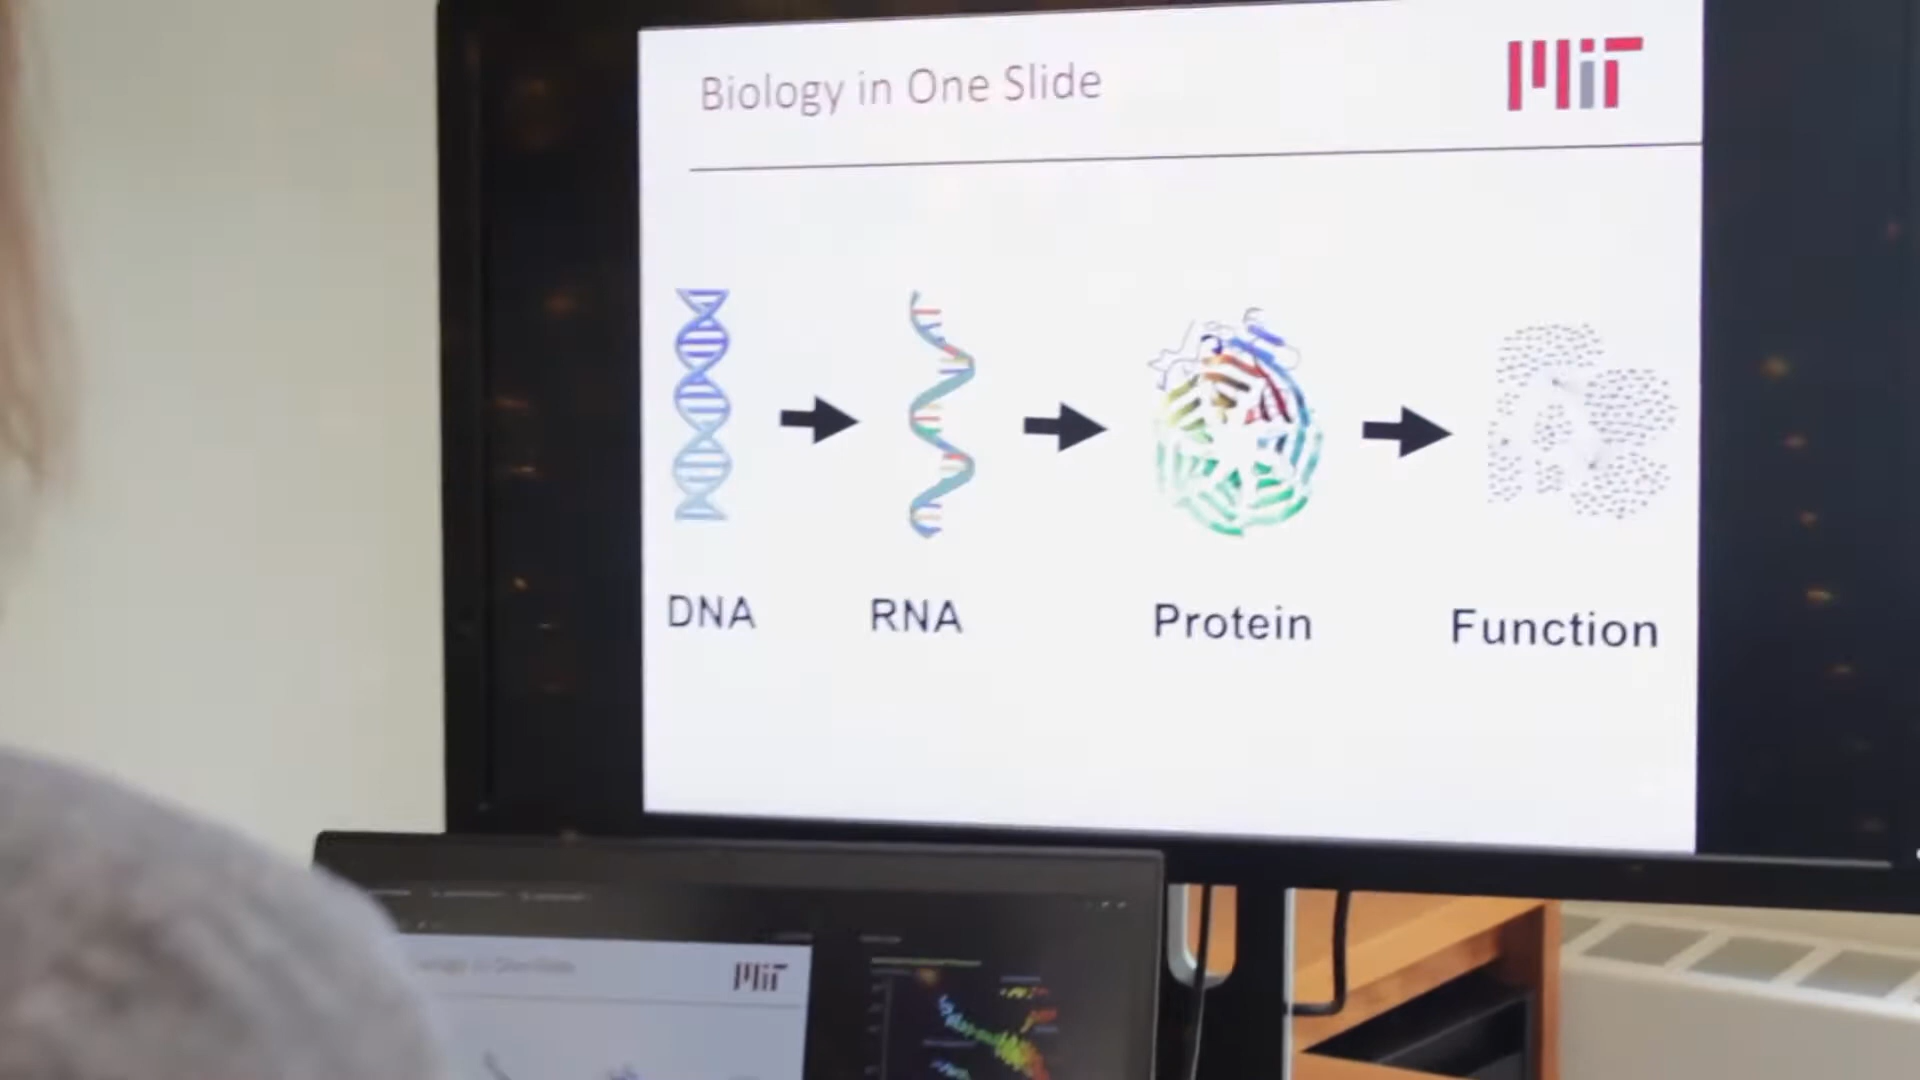 Biology in One Slide
MIT
DNA
RNA
Protein
Function
MIT